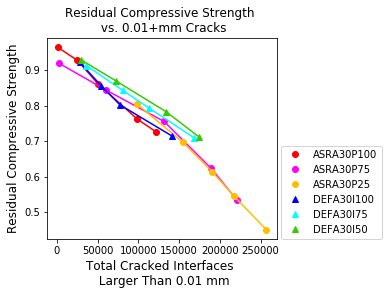 Residual Compressive Strength
vs. 0.01+mm Cracks
Residual Compressive Strength
0.9
0.8
0.7
0.6
0.5
0
50000
100000
150000
200000
250000
Total Cracked Interfaces
Larger Than 0.01 mm
ASRA30P100
ASRA30P75
ASRA30P25
DEFA30I100
DEFA30I75
DEFA30I50